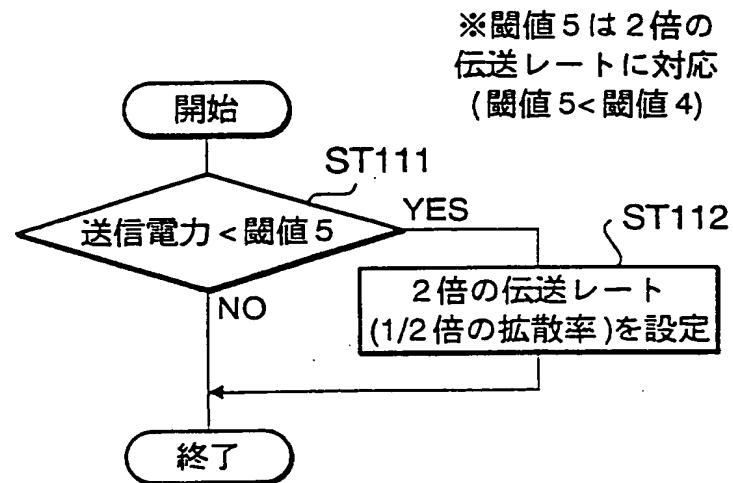 ※閾値5は2倍の
伝送レートに対応
(閾値5<閾値4)
開始
ST111
送信電力<閾値5
YES
ST112
2倍の伝送レート
(1/2倍の拡散率)を設定
NO
終了